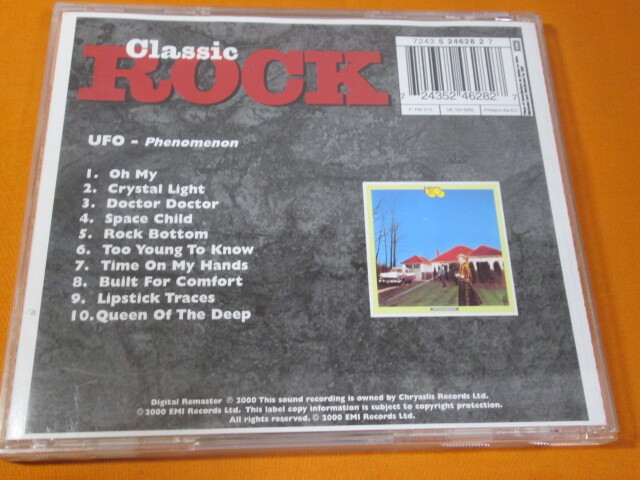 Classic
ROCK
7243 5 24628 2 7
7 24352 46282 7
UFO - Phenomenon
1. Oh My
2. Crystal Light
3. Doctor Doctor
4. Space Child
5. Rock Bottom
6. Too Young To Know
7. Time On My Hands
8. Built For Comfort
9. Lipstick Traces
10. Queen Of The Deep
Digital Remaster ℗ 2000 This sound recording is owned by Chrysalis Records Ltd.
© 2000 EMI Records Ltd. This label copy information is subject to copyright protection.
All rights reserved. © 2000 EMI Records Ltd.